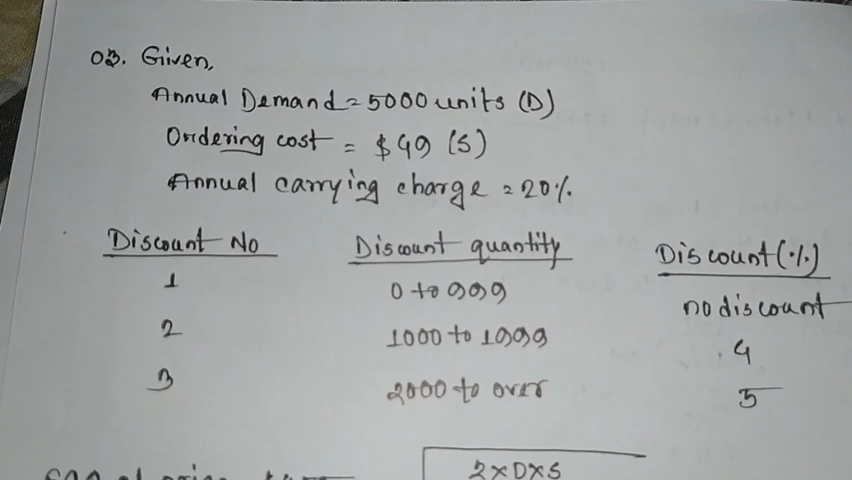 03. Given,
Annual Demand = 5000 units (D)
Ordering cost = $49 (S)
Annual carrying charge = 20%.
Discount No Discount quantity Discount (%)
1 0 to 999 no discount
2 1000 to 1999 4
3 2000 to over 5
2×D×S